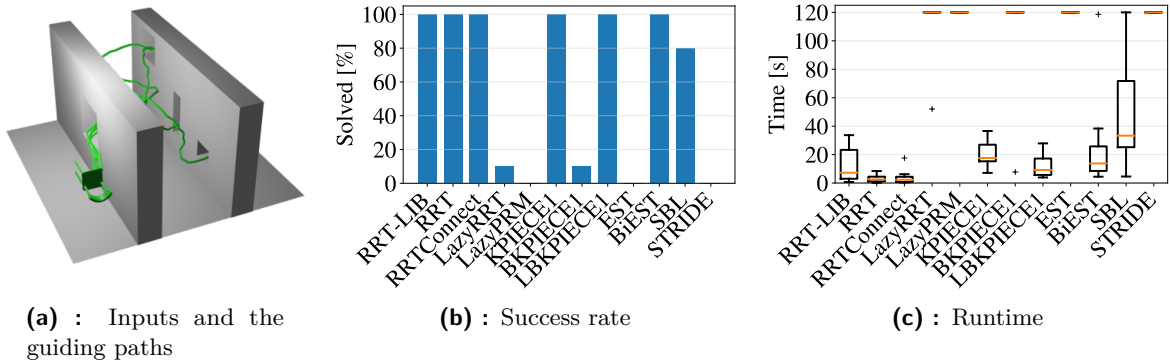 100
80
60
40
20
0
Solved [%]
RRT-LIB
RRT
RRTConnect
LazyRRT
LazyPRM
KPIECE1
BKPIECE1
LBKPIECE1
EST
BiEST
SBL
STRIDE
120
100
80
60
40
20
0
Time [s]
RRT-LIB
RRT
RRTConnect
LazyRRT
LazyPRM
KPIECE1
BKPIECE1
LBKPIECE1
EST
BiEST
SBL
STRIDE
(a) : Inputs and the
guiding paths
(b) : Success rate
(c) : Runtime